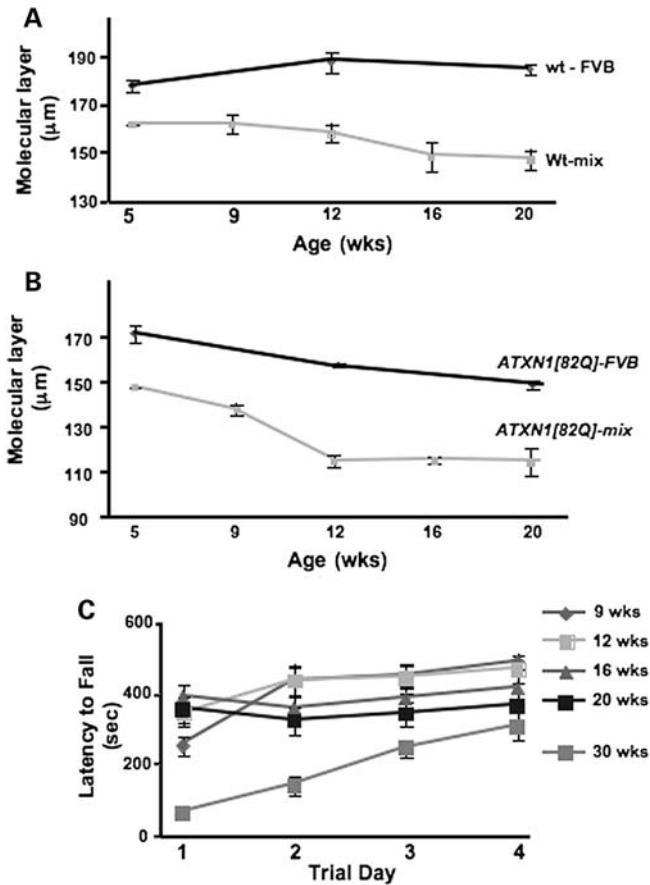 A
Molecular layer
(μm)
190
170
150
130
wt - FVB
Wt-mix
5 9 12 16 20
Age (wks)
B
Molecular layer
(μm)
170
150
130
110
90
ATXN1[82Q]-FVB
ATXN1[82Q]-mix
5 9 12 16 20
Age (wks)
C
Latency to Fall
(sec)
600
400
200
0
9 wks
12 wks
16 wks
20 wks
30 wks
1 2 3 4
Trial Day